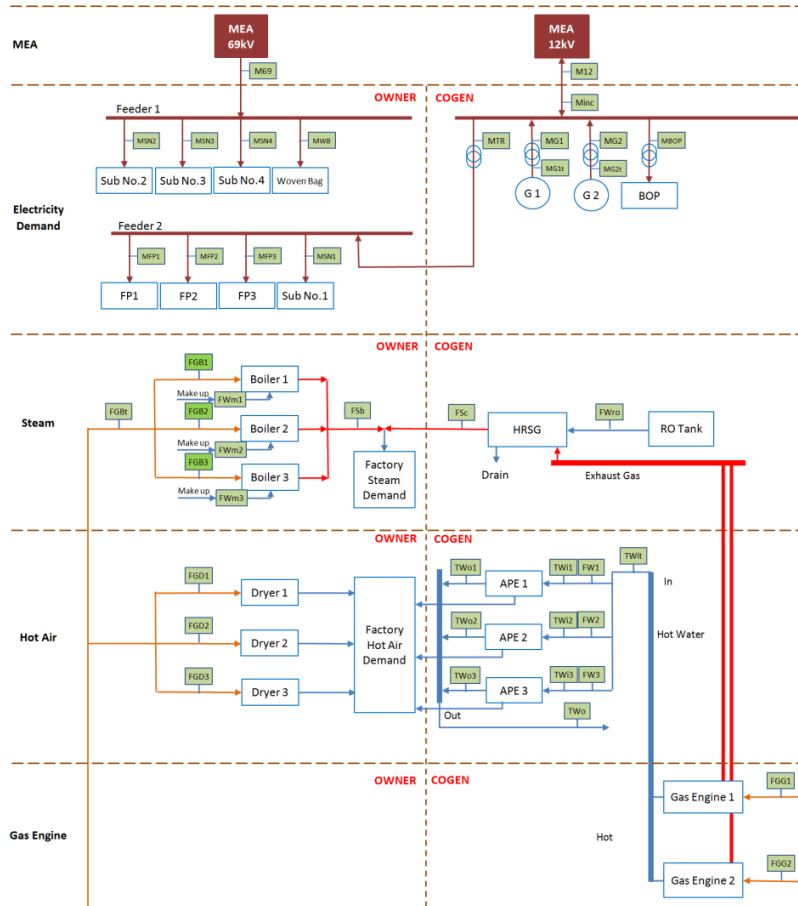 MEA
MEA
69kV
MEA
12kV
M69
M12
OWNER
COGEN
Minc
Feeder 1
MSN2
MSN3
MSN4
MWB
MTR
MG1
MG2
MBOP
MG1t
MG2t
Sub No.2
Sub No.3
Sub No.4
Woven Bag
G 1
G 2
BOP
Electricity
Demand
Feeder 2
MFP1
MFP2
MFP3
MSN1
FP1
FP2
FP3
Sub No.1
OWNER
COGEN
Steam
FGBt
FGB1
Boiler 1
Make up
FWm1
FGB2
Boiler 2
Make up
FWm2
FGB3
Boiler 3
Make up
FWm3
FSb
FSc
FWro
HRSG
RO Tank
Factory
Steam
Demand
Drain
Exhaust Gas
OWNER
COGEN
Hot Air
FGD1
Dryer 1
FGD2
Dryer 2
FGD3
Dryer 3
Factory
Hot Air
Demand
TWo1
APE 1
TWi1
FW1
TWit
In
TWo2
APE 2
TWi2
FW2
Hot Water
TWo3
APE 3
TWi3
FW3
Out
TWo
OWNER
COGEN
Gas Engine
Gas Engine 1
FGG1
Hot
Gas Engine 2
FGG2